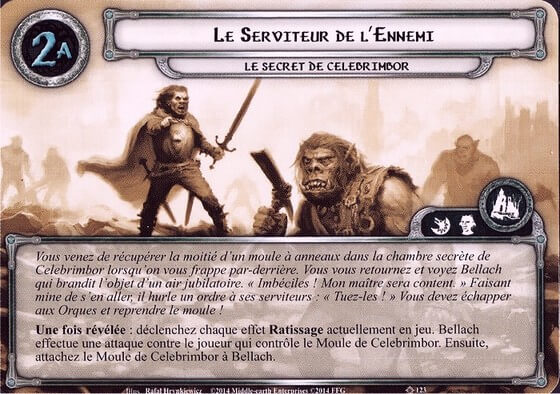 2A
LE SERVITEUR DE L'ENNEMI
LE SECRET DE CELEBRIMBOR
Vous venez de récupérer la moitié d'un moule à anneaux dans la chambre secrète de
Celebrimbor lorsqu'on vous frappe par-derrière. Vous vous retournez et voyez Bellach
qui brandit l'objet d'un air jubilatoire. « Imbéciles ! Mon maître sera content. » Faisant
mine de s'en aller, il hurle un ordre à ses serviteurs : « Tuez-les ! » Vous devez échapper
aux Orques et reprendre le moule !
Une fois révélée : déclenchez chaque effet Ratissage actuellement en jeu. Bellach
effectue une attaque contre le joueur qui contrôle le Moule de Celebrimbor. Ensuite,
attachez le Moule de Celebrimbor à Bellach.
Illus. Rafał Hrynkiewicz ©2014 Middle-earth Enterprises ©2014 FFG 123